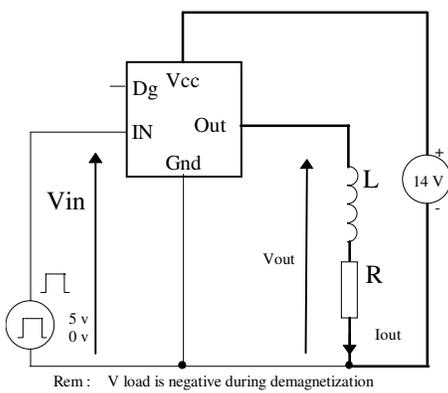 Dg Vcc
IN Out
Gnd
+
14 V
-
Vin
L
Vout
R
5 v
0 v
Iout
Rem : V load is negative during demagnetization